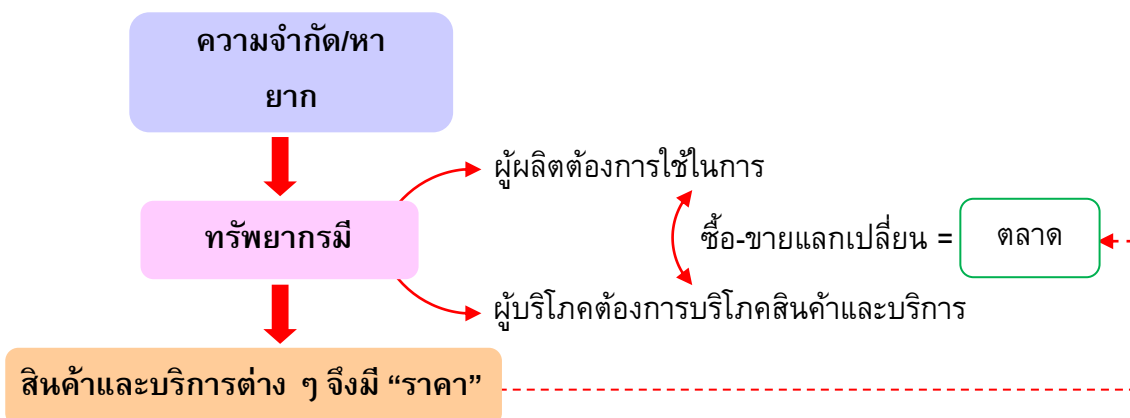 ความจำกัด/หา
ยาก
ผู้ผลิตต้องการใช้ในการ
ทรัพยากรมี
ซื้อ-ขายแลกเปลี่ยน =
ตลาด
ผู้บริโภคต้องการบริโภคสินค้าและบริการ
สินค้าและบริการต่าง ๆ จึงมี “ราคา”